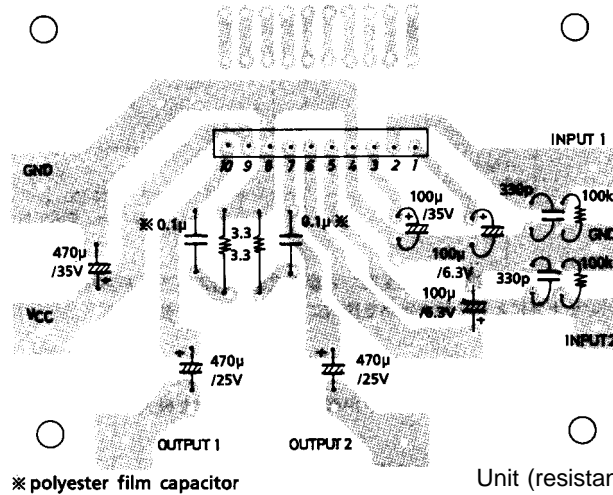 INPUT 1
10 9 8 7 6 5 4 3 2 1
GND
330p
100k
100µ
/35V
※ 0.1µ
3.3
3.3
0.1µ ※
GND
470µ
/35V
100µ
/6.3V
330p
100k
100µ
/6.3V
VCC
INPUT2
470µ
/25V
470µ
/25V
OUTPUT 1
OUTPUT 2
※ polyester film capacitor
Unit (resistan